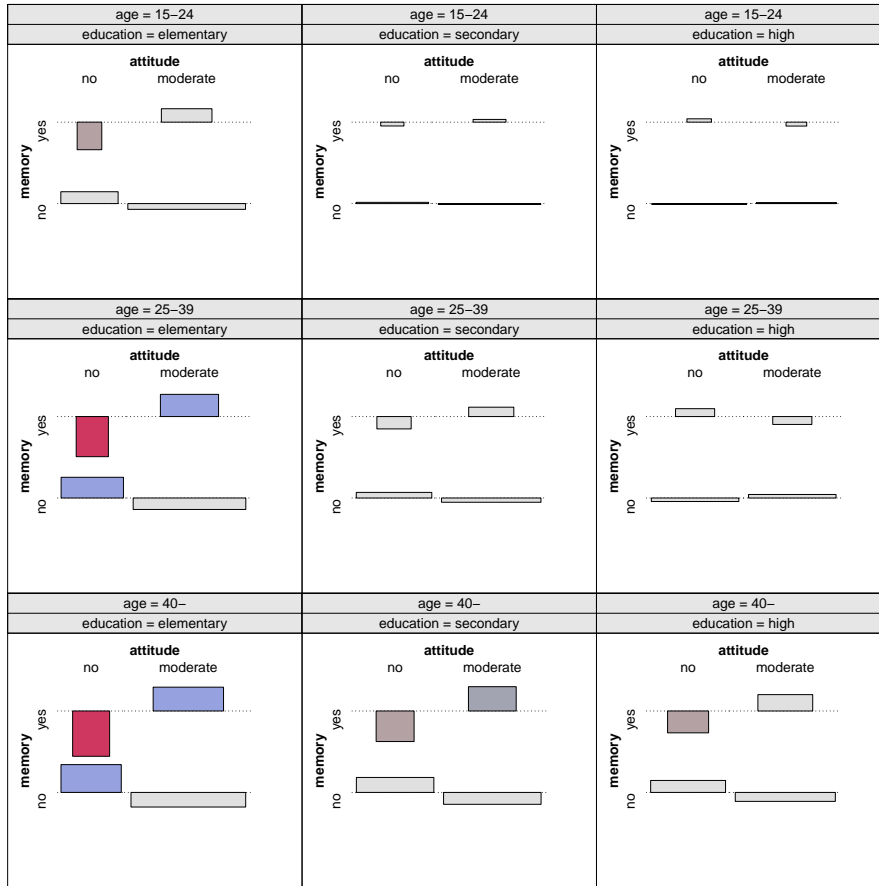 age = 15−24
education = elementary
attitude
no moderate
memory
yes
no
age = 15−24
education = secondary
attitude
no moderate
memory
yes
no
age = 15−24
education = high
attitude
no moderate
memory
yes
no
age = 25−39
education = elementary
attitude
no moderate
memory
yes
no
age = 25−39
education = secondary
attitude
no moderate
memory
yes
no
age = 25−39
education = high
attitude
no moderate
memory
yes
no
age = 40−
education = elementary
attitude
no moderate
memory
yes
no
age = 40−
education = secondary
attitude
no moderate
memory
yes
no
age = 40−
education = high
attitude
no moderate
memory
yes
no